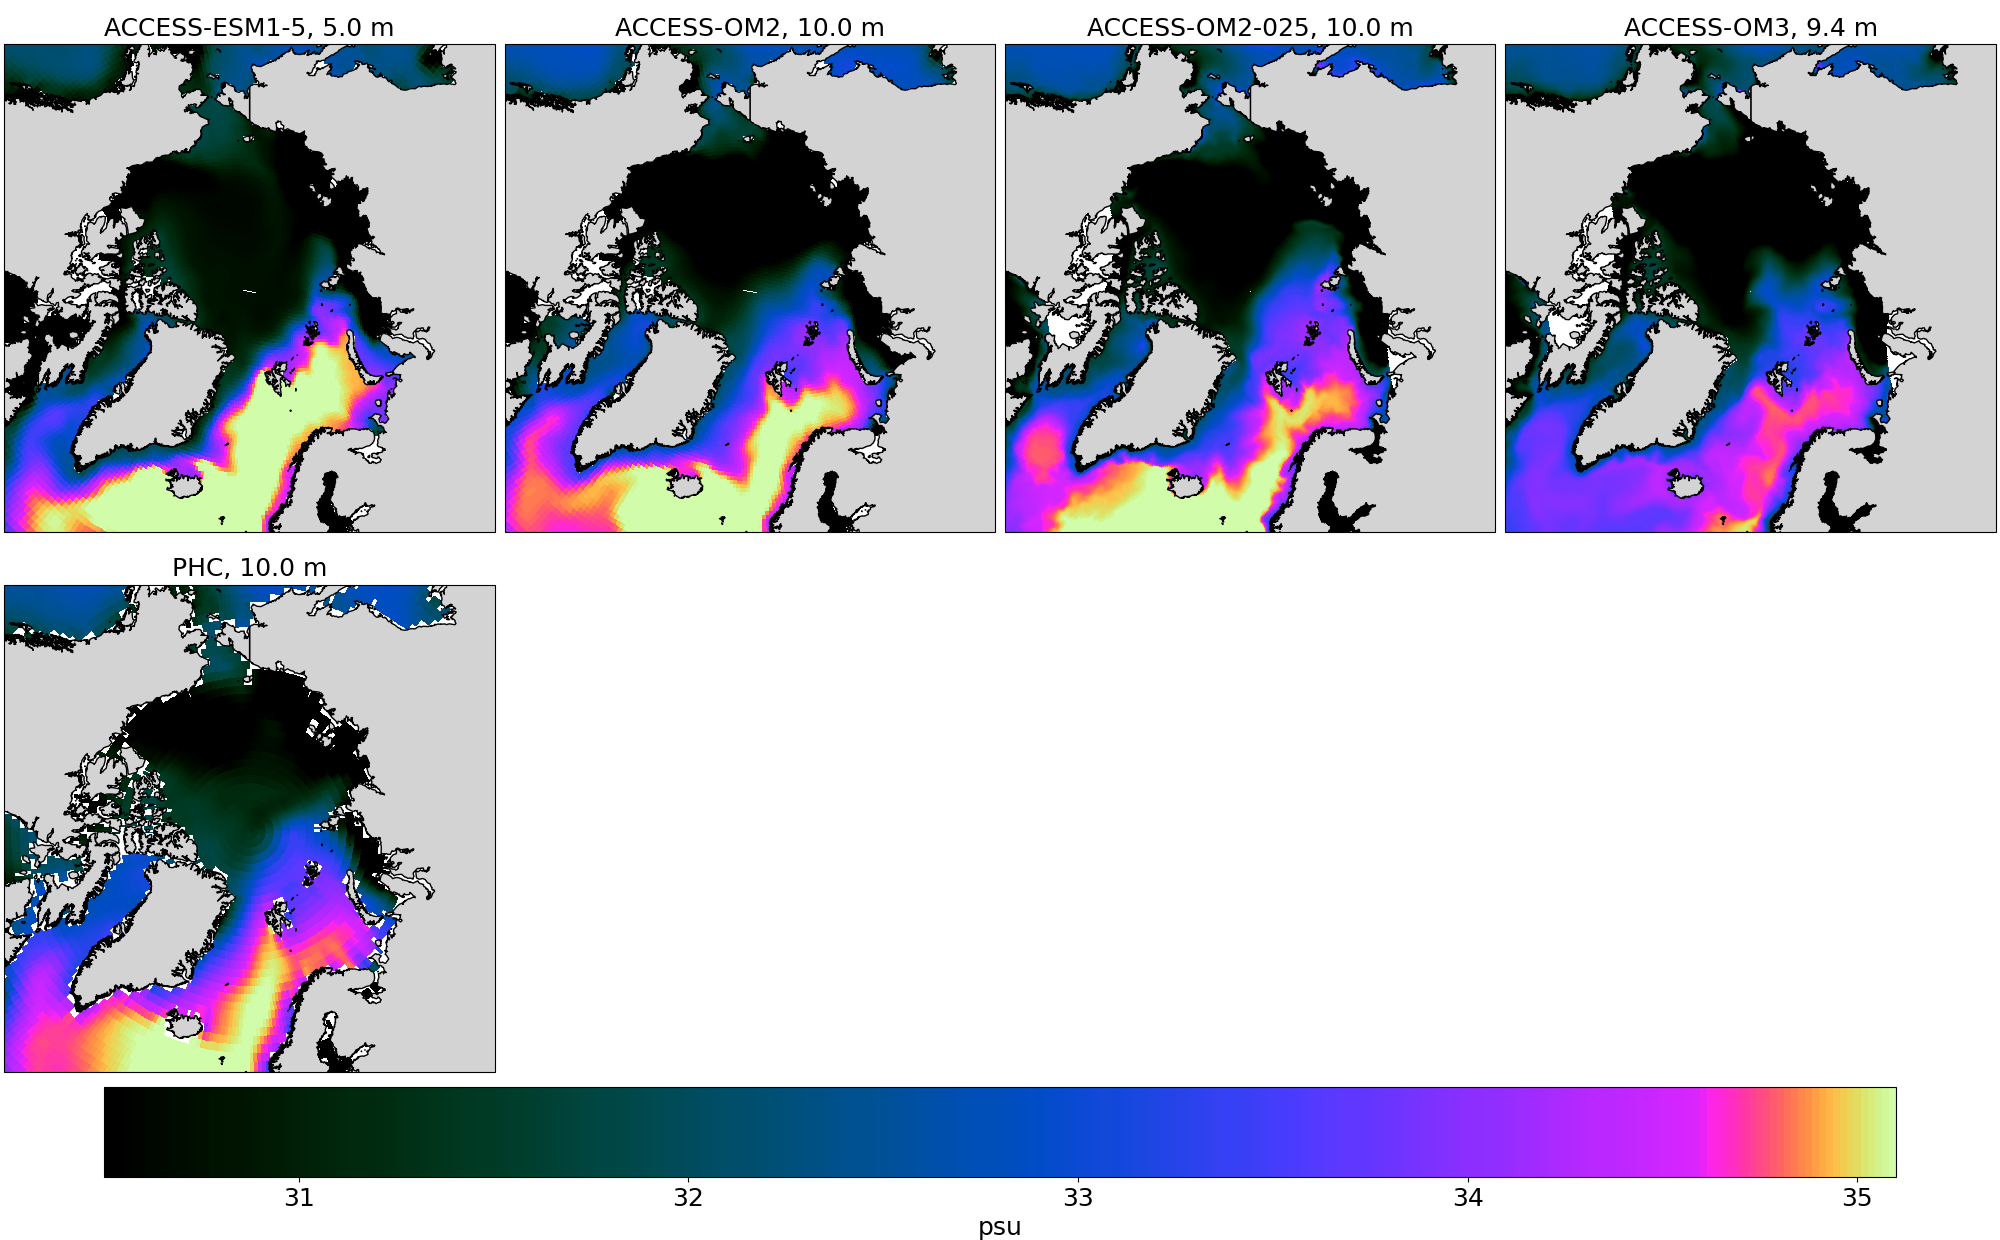 ACCESS-ESM1-5, 5.0 m
ACCESS-OM2, 10.0 m
ACCESS-OM2-025, 10.0 m
ACCESS-OM3, 9.4 m
PHC, 10.0 m
31 32 33 34 35
psu